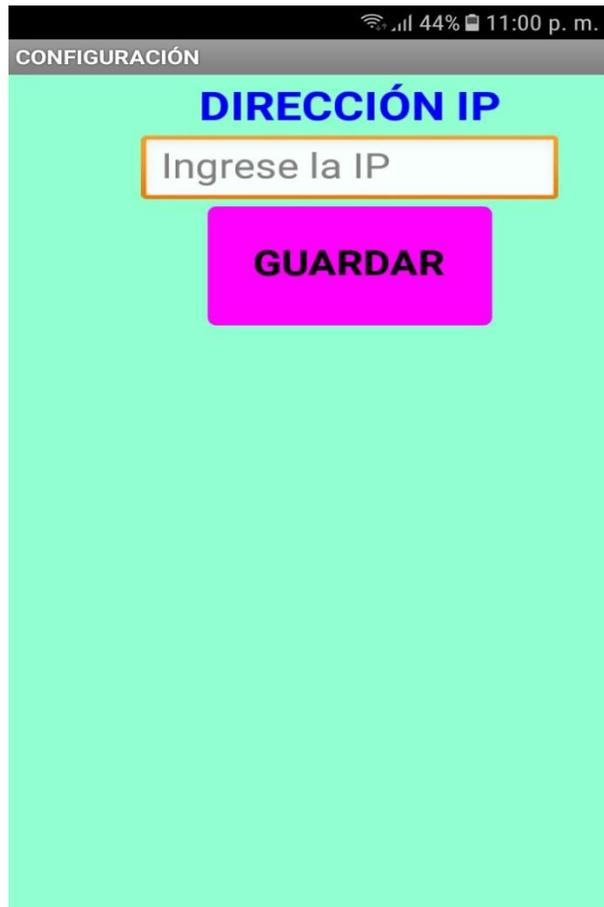 44% 11:00 p. m.
CONFIGURACIÓN
DIRECCIÓN IP
Ingrese la IP
GUARDAR